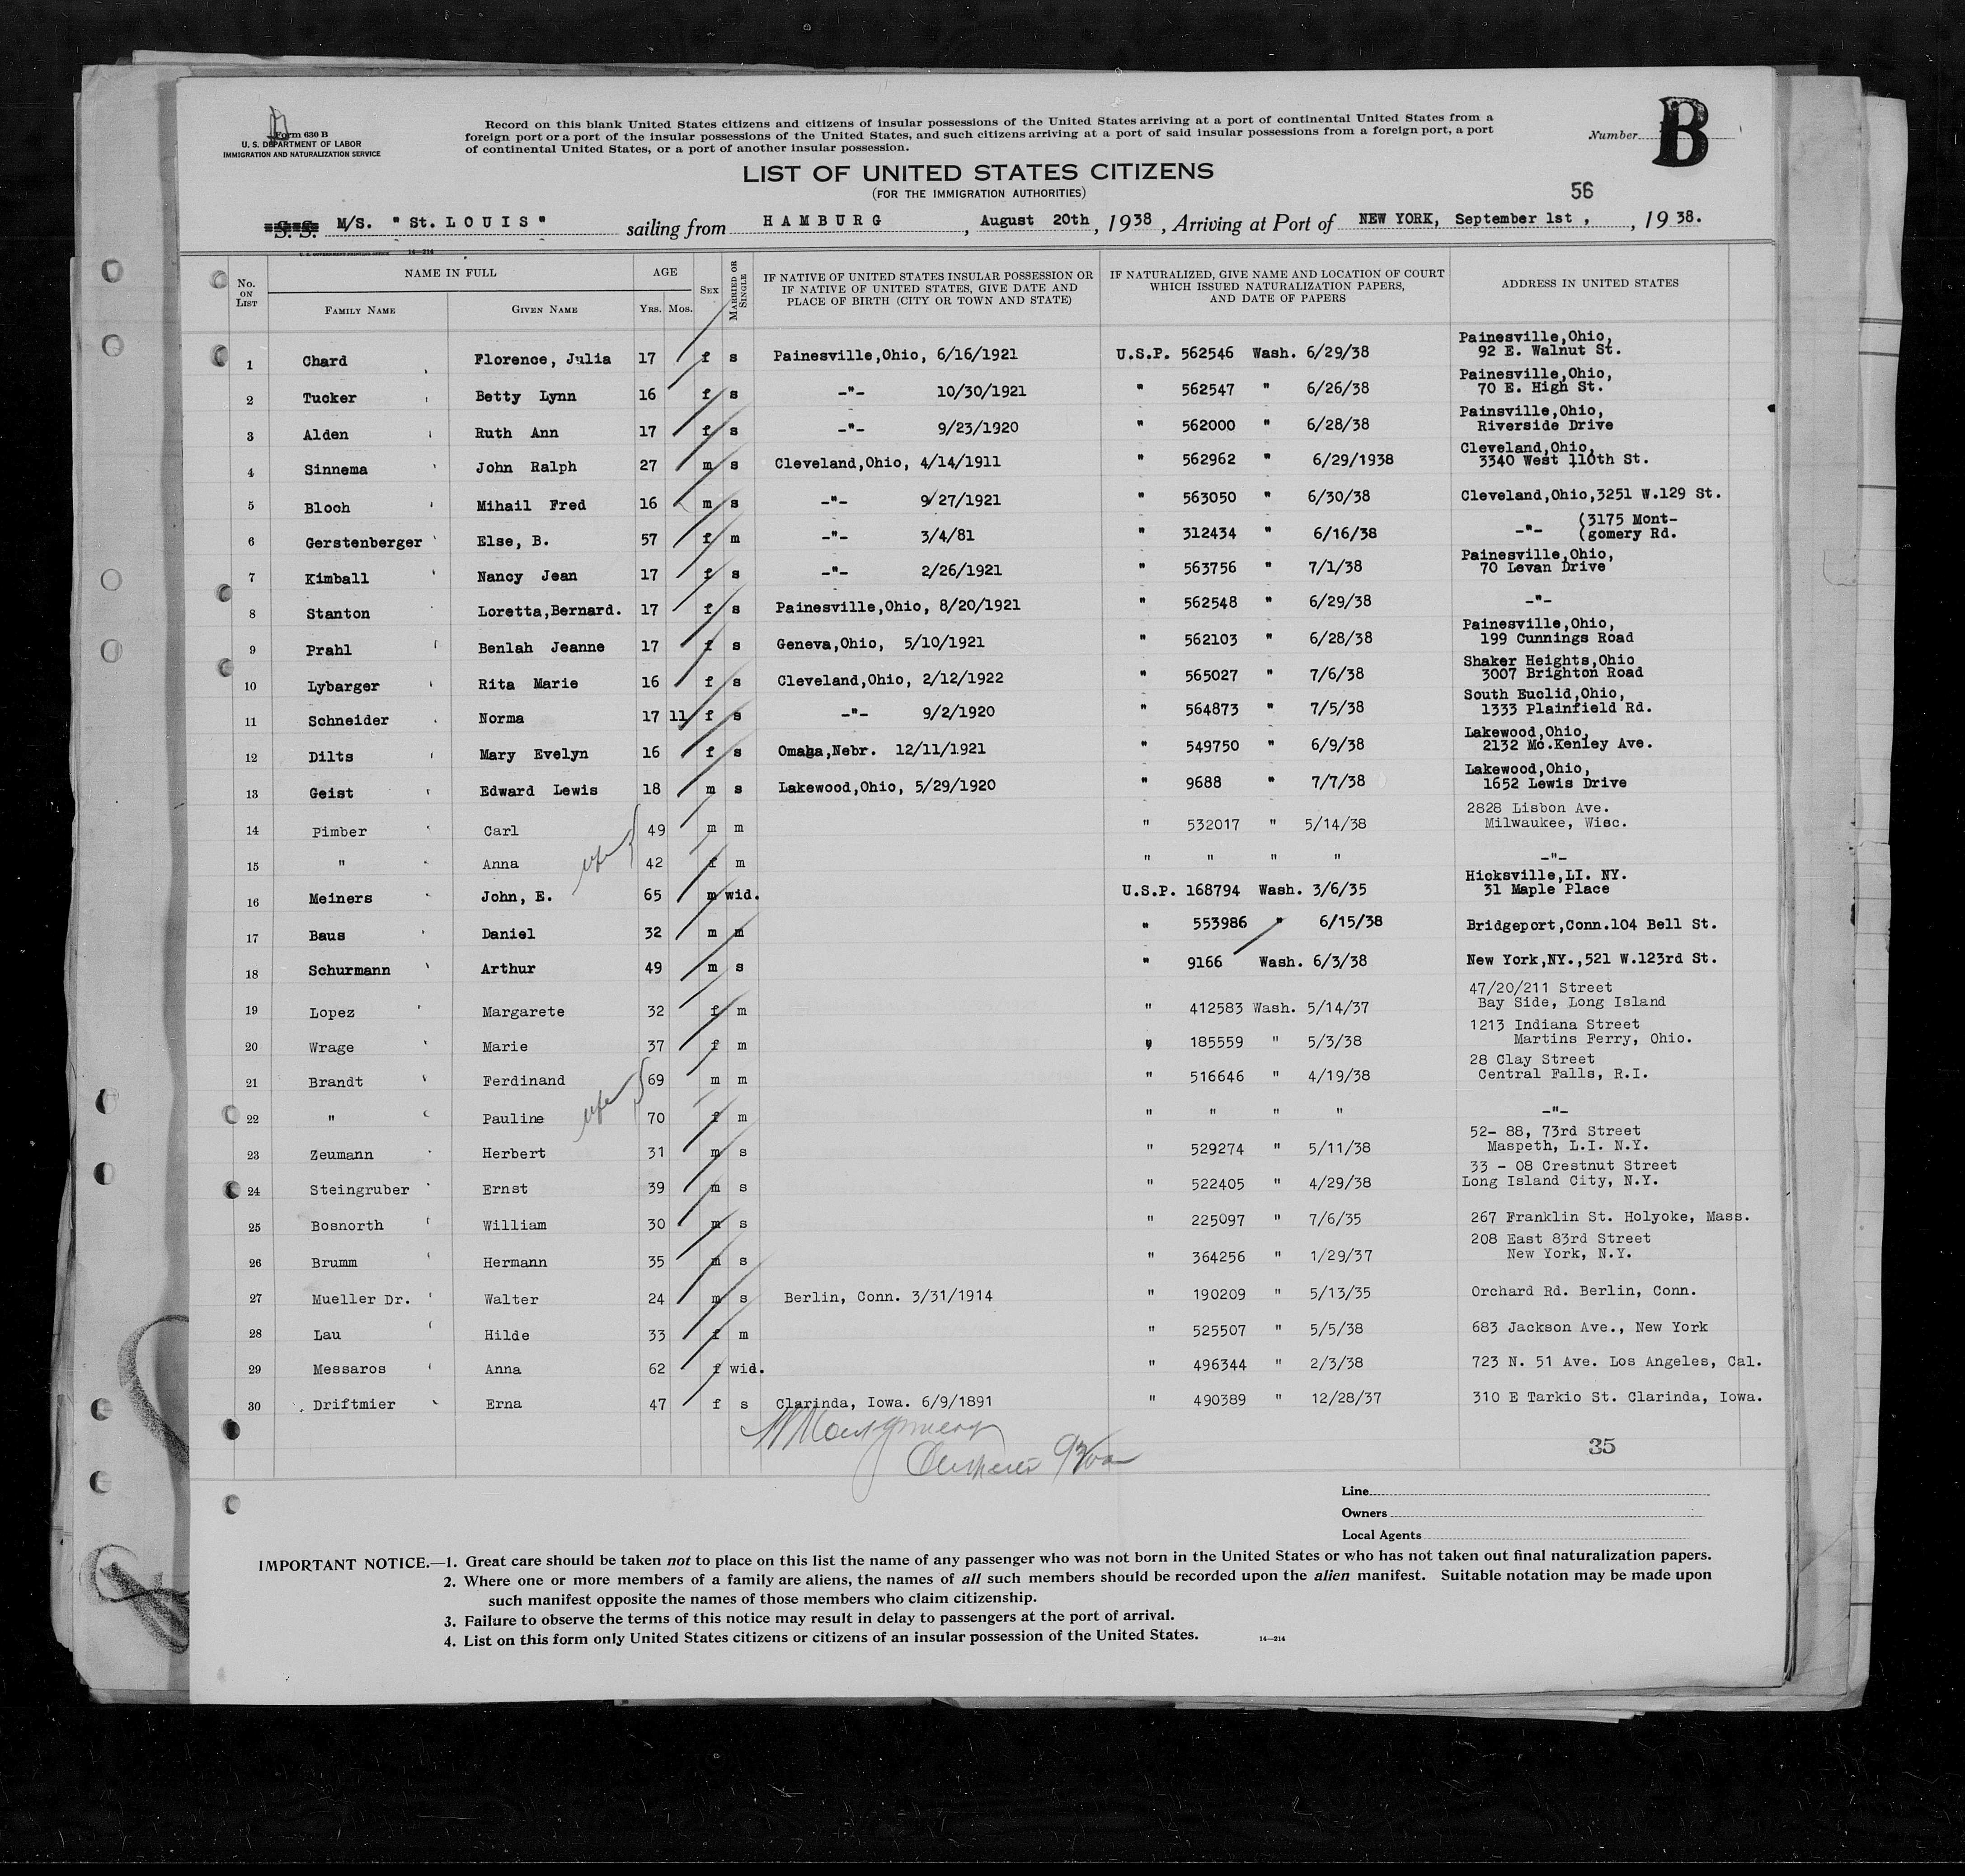 Form 630 B
U. S. DEPARTMENT OF LABOR
IMMIGRATION AND NATURALIZATION SERVICE
Record on this blank United States citizens and citizens of insular possessions of the United States arriving at a port of continental United States from a
foreign port or a port of the insular possessions of the United States, and such citizens arriving at a port of said insular possessions from a foreign port, a port
of continental United States, or a port of another insular possession.
Number B
LIST OF UNITED STATES CITIZENS
(FOR THE IMMIGRATION AUTHORITIES)
56
S. S. M/S. "St. LOUIS" sailing from HAMBURG, August 20th, 1938, Arriving at Port of NEW YORK, September 1st, , 1938.
U. S. GOVERNMENT PRINTING OFFICE 14—214
No. ON LIST NAME IN FULL AGE SEX MARRIED OR SINGLE IF NATIVE OF UNITED STATES INSULAR POSSESSION OR IF NATIVE OF UNITED STATES, GIVE DATE AND PLACE OF BIRTH (CITY OR TOWN AND STATE) IF NATURALIZED, GIVE NAME AND LOCATION OF COURT WHICH ISSUED NATURALIZATION PAPERS, AND DATE OF PAPERS ADDRESS IN UNITED STATES
FAMILY NAME GIVEN NAME YRS. MOS.
1 Chard Florence, Julia 17 f s Painesville,Ohio, 6/16/1921 U.S.P. 562546 Wash. 6/29/38 Painesville,Ohio, 92 E. Walnut St.
2 Tucker Betty Lynn 16 f s -"- 10/30/1921 " 562547 " 6/26/38 Painesville,Ohio, 70 E. High St.
3 Alden Ruth Ann 17 f s -"- 9/23/1920 " 562000 " 6/28/38 Painsville,Ohio, Riverside Drive
4 Sinnema John Ralph 27 m s Cleveland,Ohio, 4/14/1911 " 562962 " 6/29/1938 Cleveland,Ohio, 3340 West 110th St.
5 Bloch Mihail Fred 16 m s -"- 9/27/1921 " 563050 " 6/30/38 Cleveland,Ohio,3251 W.129 St.
6 Gerstenberger Else, B. 57 f m -"- 3/4/81 " 312434 " 6/16/38 -"- (3175 Mont- (gomery Rd.
7 Kimball Nancy Jean 17 f s -"- 2/26/1921 " 563756 " 7/1/38 Painesville,Ohio, 70 Levan Drive
8 Stanton Loretta,Bernard. 17 f s Painesville,Ohio, 8/20/1921 " 562548 " 6/29/38 -"-
9 Prahl Benlah Jeanne 17 f s Geneva,Ohio, 5/10/1921 " 562103 " 6/28/38 Painesville,Ohio, 199 Cunnings Road
10 Lybarger Rita Marie 16 f s Cleveland,Ohio, 2/12/1922 " 565027 " 7/6/38 Shaker Heights,Ohio 3007 Brighton Road
11 Schneider Norma 17 11 f s -"- 9/2/1920 " 564873 " 7/5/38 South Euclid,Ohio, 1333 Plainfield Rd.
12 Dilts Mary Evelyn 16 f s Omaha,Nebr. 12/11/1921 " 549750 " 6/9/38 Lakewood,Ohio, 2132 Mc.Kenley Ave.
13 Geist Edward Lewis 18 m s Lakewood,Ohio, 5/29/1920 " 9688 " 7/7/38 Lakewood,Ohio, 1652 Lewis Drive
14 Pimber Carl 49 m m " 532017 " 5/14/38 2828 Lisbon Ave. Milwaukee, Wisc.
15 " Anna wife 42 f m " " " " -"-
16 Meiners John, E. 65 m wid. U.S.P. 168794 Wash. 3/6/35 Hicksville,LI. NY. 31 Maple Place
17 Baus Daniel 32 m m " 553986 " 6/15/38 Bridgeport,Conn.104 Bell St.
18 Schurmann Arthur 49 m s " 9166 Wash. 6/3/38 New York,NY.,521 W.123rd St.
19 Lopez Margarete 32 f m " 412583 Wash. 5/14/37 47/20/211 Street Bay Side, Long Island
20 Wrage Marie 37 f m " 185559 " 5/3/38 1213 Indiana Street Martins Ferry, Ohio.
21 Brandt Ferdinand 69 m m " 516646 " 4/19/38 28 Clay Street Central Falls, R.I.
22 " Pauline wife 70 f m " " " " -"-
23 Zeumann Herbert 31 m s " 529274 " 5/11/38 52- 88, 73rd Street Maspeth, L.I. N.Y.
24 Steingruber Ernst 39 m s " 522405 " 4/29/38 33 - 08 Crestnut Street Long Island City, N.Y.
25 Bosnorth William 30 m s " 225097 " 7/6/35 267 Franklin St. Holyoke, Mass.
26 Brumm Hermann 35 m s " 364256 " 1/29/37 208 East 83rd Street New York, N.Y.
27 Mueller Dr. Walter 24 m s Berlin, Conn. 3/31/1914 " 190209 " 5/13/35 Orchard Rd. Berlin, Conn.
28 Lau Hilde 33 f m " 525507 " 5/5/38 683 Jackson Ave., New York
29 Messaros Anna 62 f wid. " 496344 " 2/3/38 723 N. 51 Ave. Los Angeles, Cal.
30 Driftmier Erna 47 f s Clarinda, Iowa. 6/9/1891 " 490389 " 12/28/37 310 E Tarkio St. Clarinda, Iowa.
Montgomery
35
Line
Owners
Local Agents
IMPORTANT NOTICE.—1. Great care should be taken not to place on this list the name of any passenger who was not born in the United States or who has not taken out final naturalization papers.
2. Where one or more members of a family are aliens, the names of all such members should be recorded upon the alien manifest. Suitable notation may be made upon
such manifest opposite the names of those members who claim citizenship.
3. Failure to observe the terms of this notice may result in delay to passengers at the port of arrival.
4. List on this form only United States citizens or citizens of an insular possession of the United States. 14—214